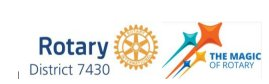 Rotary
District 7430
THE MAGIC
OF ROTARY